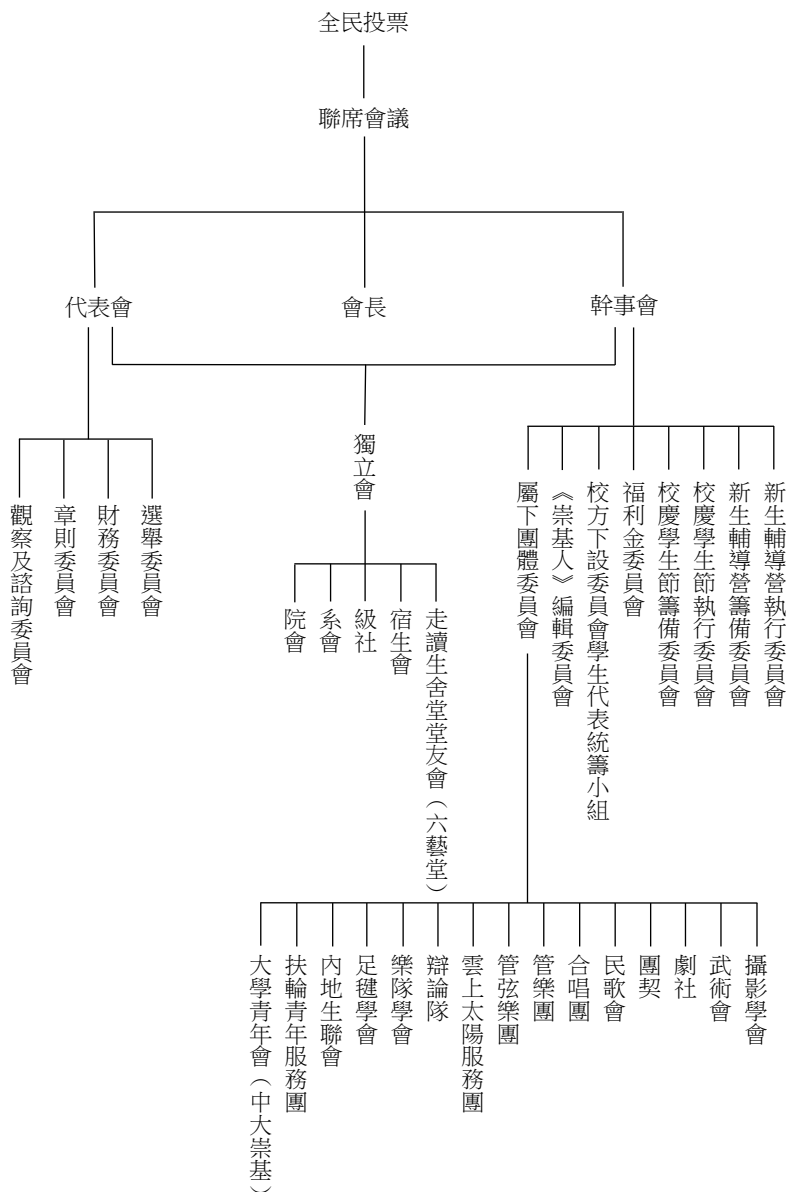 全民投票
聯席會議
代表會
會長
幹事會
獨立會
觀察及諮詢委員會
章則委員會
財務委員會
選舉委員會
院會
系會
級社
宿生會
走讀生舍堂堂友會（六藝堂）
屬下團體委員會
《崇基人》編輯委員會
校方下設委員會學生代表統籌小組
福利金委員會
校慶學生節籌備委員會
校慶學生節執行委員會
新生輔導營籌備委員會
新生輔導營執行委員會
大學青年會（中大崇基）
扶輪青年服務團
內地生聯會
足毽學會
樂隊學會
辯論隊
雲上太陽服務團
管弦樂團
管樂團
合唱團
民歌會
團契
劇社
武術會
攝影學會